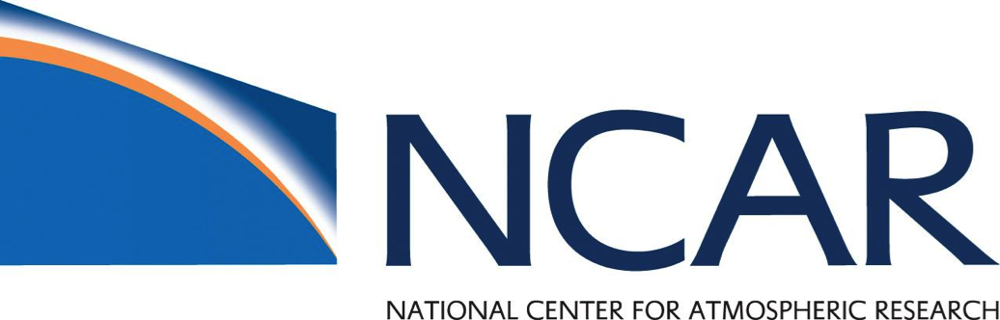 NCAR
NATIONAL CENTER FOR ATMOSPHERIC RESEARCH